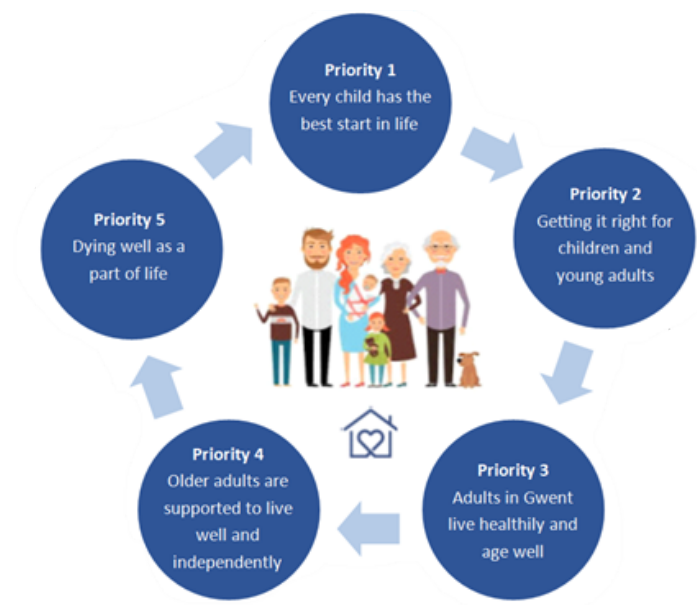 Priority 1
Every child has the
best start in life
Priority 2
Getting it right for
children and
young adults
Priority 3
Adults in Gwent
live healthily and
age well
Priority 4
Older adults are
supported to live
well and
independently
Priority 5
Dying well as a
part of life